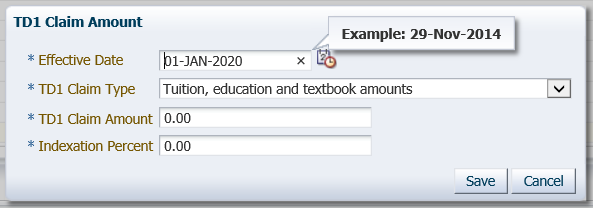 TD1 Claim Amount
Example: 29-Nov-2014
* Effective Date 01-JAN-2020 ×
* TD1 Claim Type Tuition, education and textbook amounts
* TD1 Claim Amount 0.00
* Indexation Percent 0.00
Save Cancel